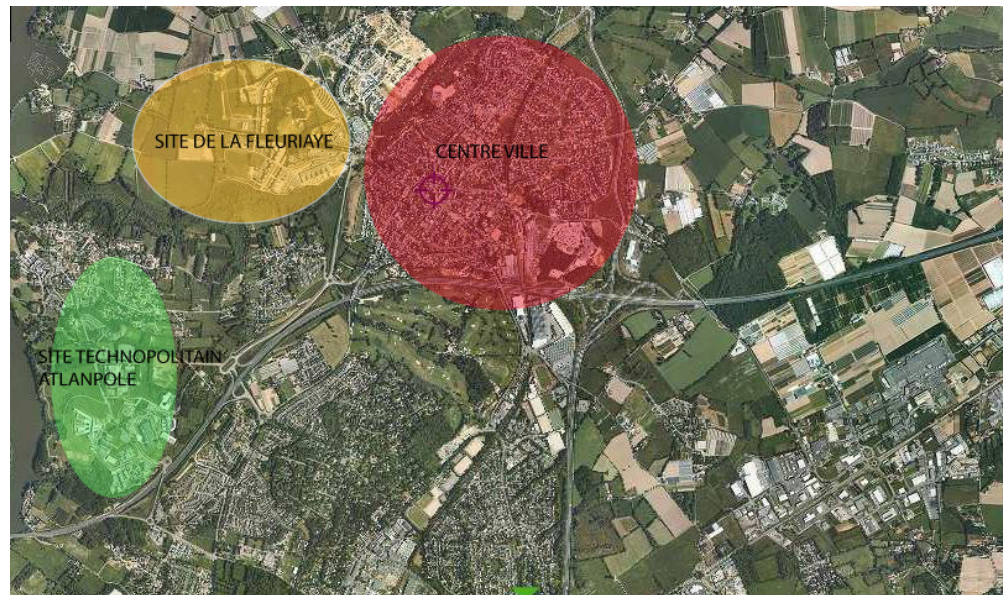 SITE DE LA FLEURIAYE
CENTRE VILLE
SITE TECHNOPOLITAIN
ATLANPOLE